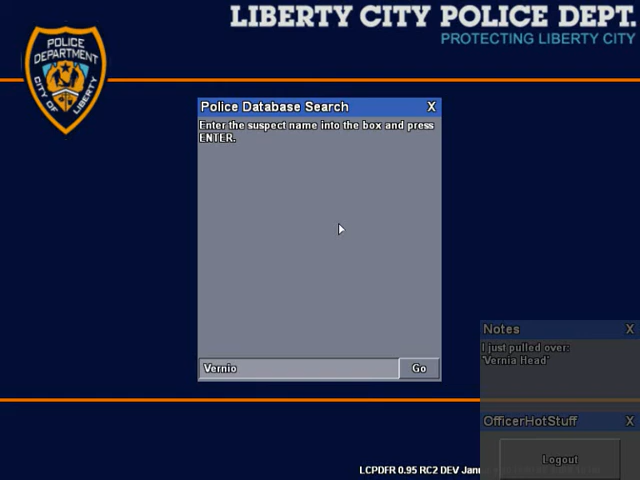 LIBERTY CITY POLICE DEPT.
PROTECTING LIBERTY CITY
POLICE
DEPARTMENT
CITY OF
LIBERTY
Police Database Search X
Enter the suspect name into the box and press
ENTER.
Vernio Go
Notes X
I just pulled over:
'Vernia Head'
OfficerHotStuff X
Logout
LCPDFR 0.95 RC2 DEV